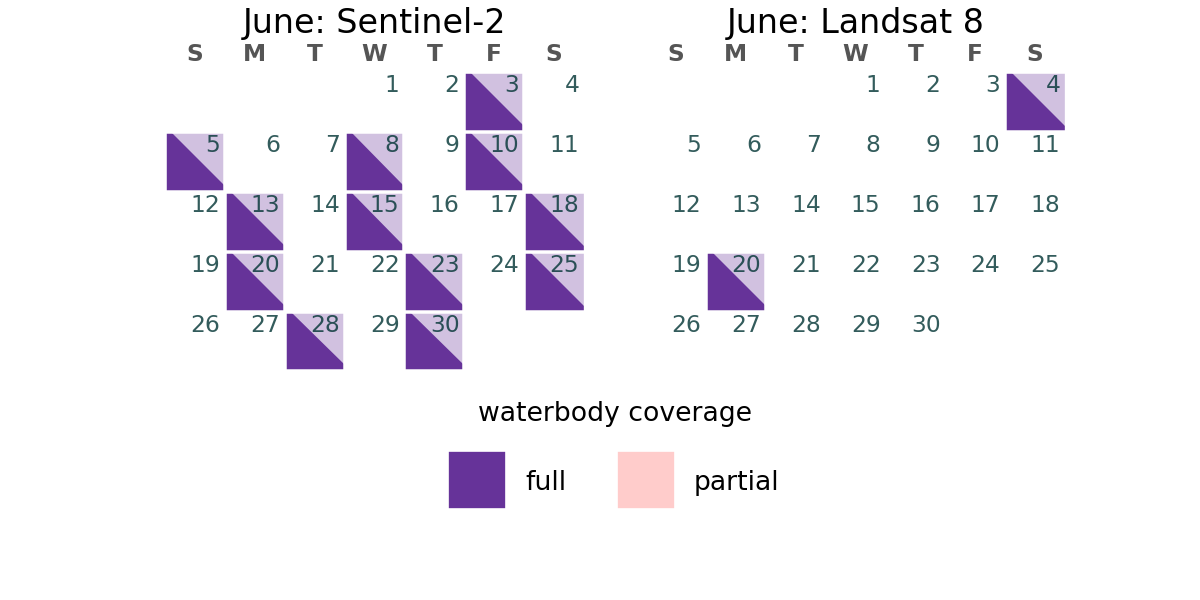 June: Sentinel-2
S M T W T F S
1 2 3 4
5 6 7 8 9 10 11
12 13 14 15 16 17 18
19 20 21 22 23 24 25
26 27 28 29 30
June: Landsat 8
S M T W T F S
1 2 3 4
5 6 7 8 9 10 11
12 13 14 15 16 17 18
19 20 21 22 23 24 25
26 27 28 29 30
waterbody coverage
full partial